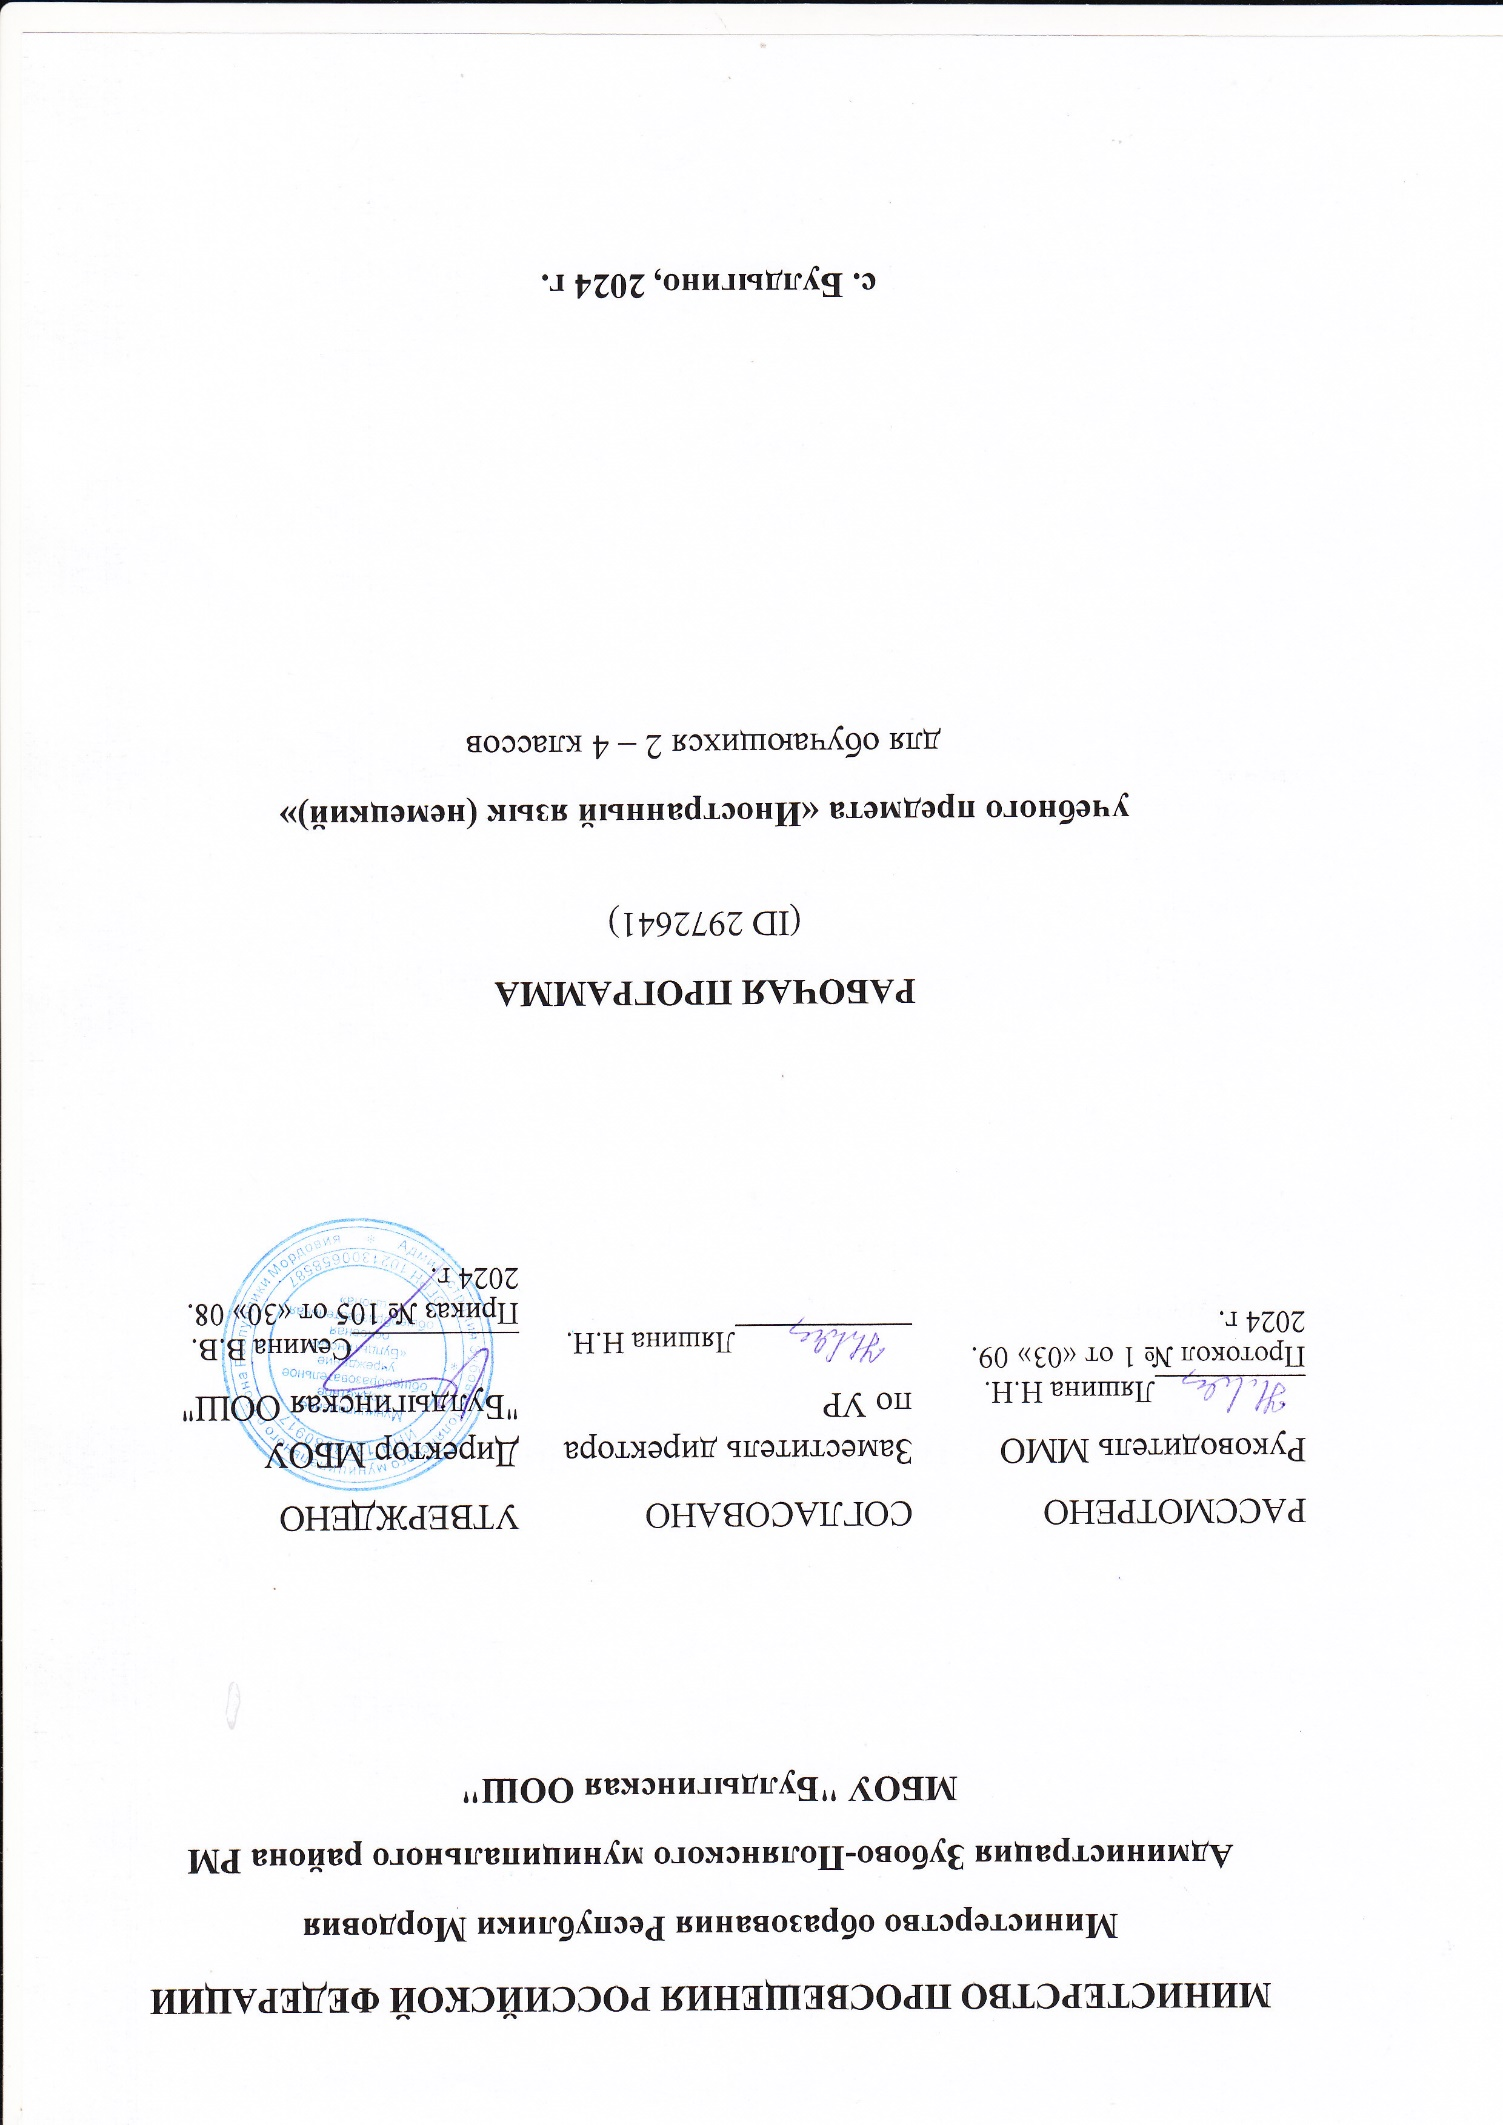 МИНИСТЕРСТВО ПРОСВЕЩЕНИЯ РОССИЙСКОЙ ФЕДЕРАЦИИ
Министерство образования Республики Мордовия
Администрация Зубово-Полянского муниципального района РМ
МБОУ "Булдыгинская ООШ"
РАССМОТРЕНО
Руководитель ММО
Ляшина Н.Н.
Протокол № 1 от «03» 09.
2024 г.
СОГЛАСОВАНО
Заместитель директора
по УР
Ляшина Н.Н.
УТВЕРЖДЕНО
Директор МБОУ
"Булдыгинская ООШ"
Семина В.В.
Приказ № 105 от «30» 08.
2024 г.
РАБОЧАЯ ПРОГРАММА
(ID 2972641)
учебного предмета «Иностранный язык (немецкий)»
для обучающихся 2 – 4 классов
с. Булдыгино, 2024 г.